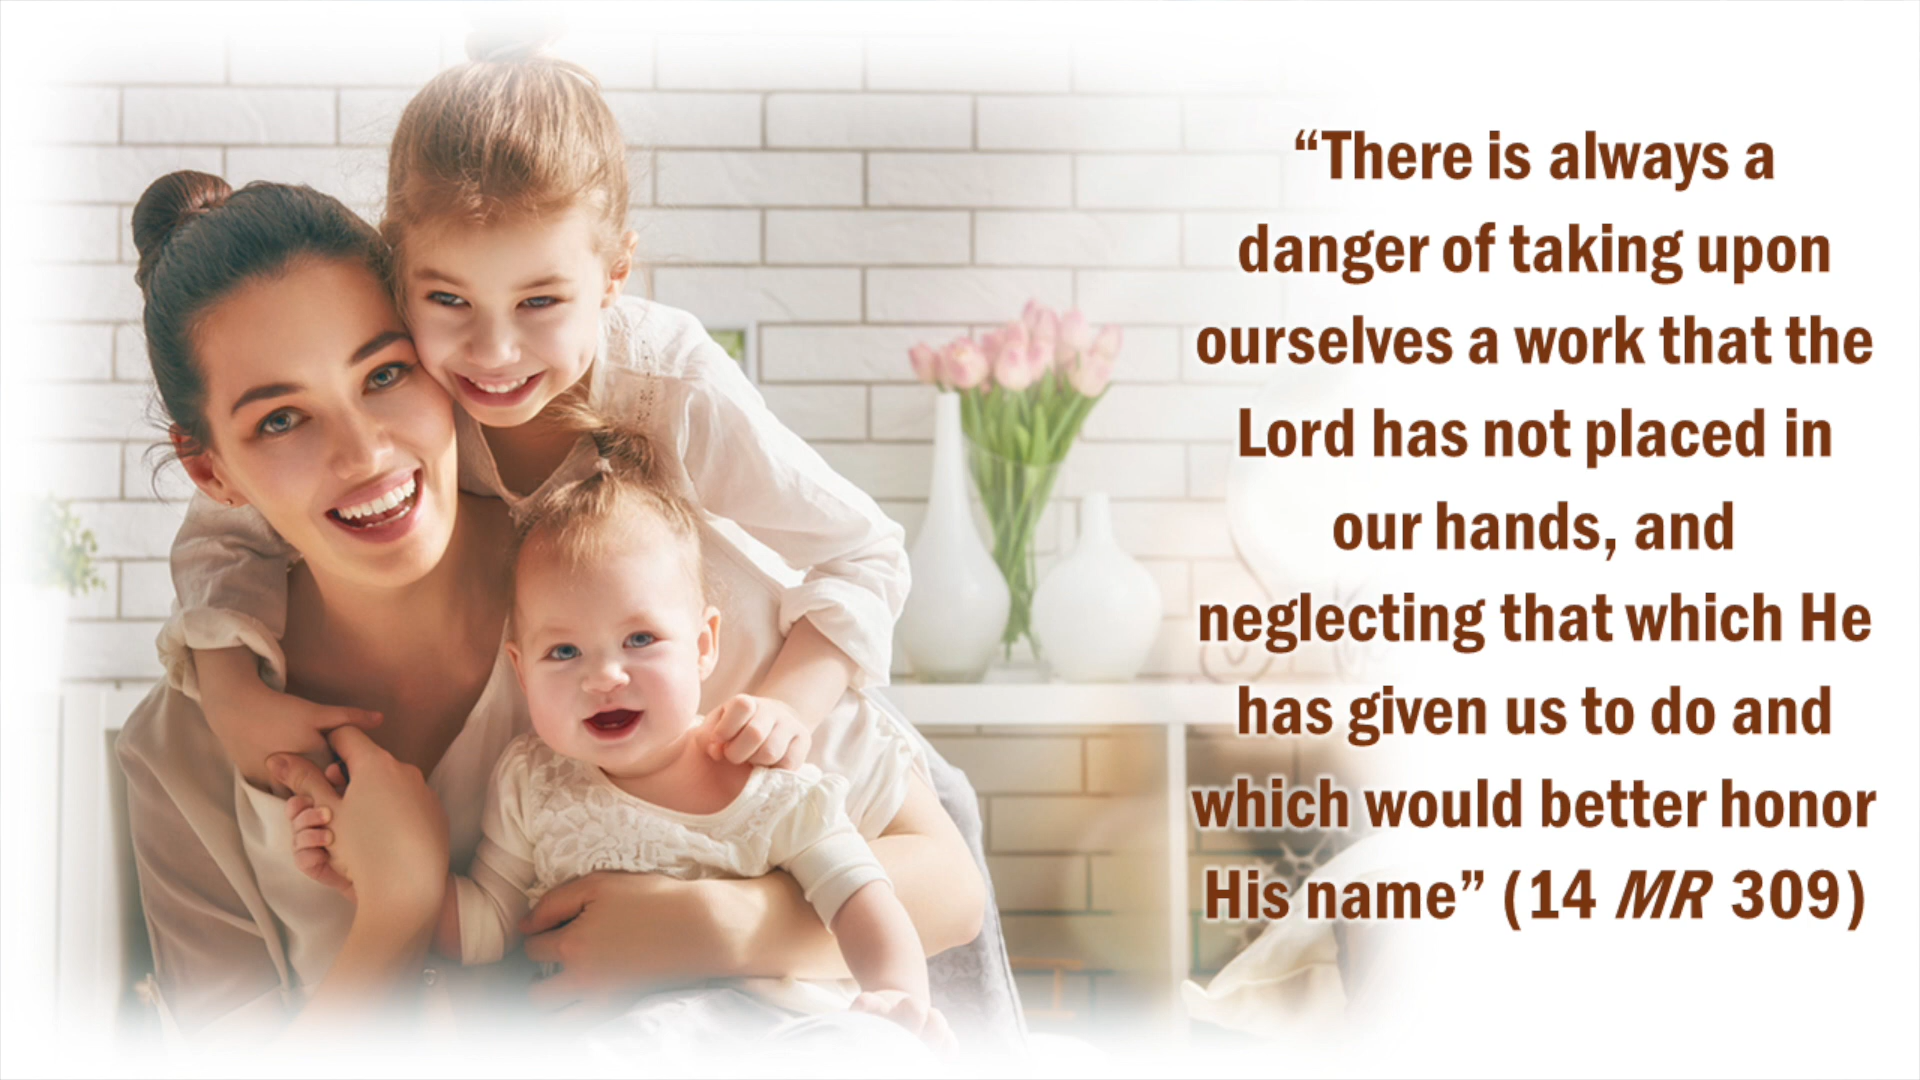 “There is always a
danger of taking upon
ourselves a work that the
Lord has not placed in
our hands, and
neglecting that which He
has given us to do and
which would better honor
His name” (14 MR 309)